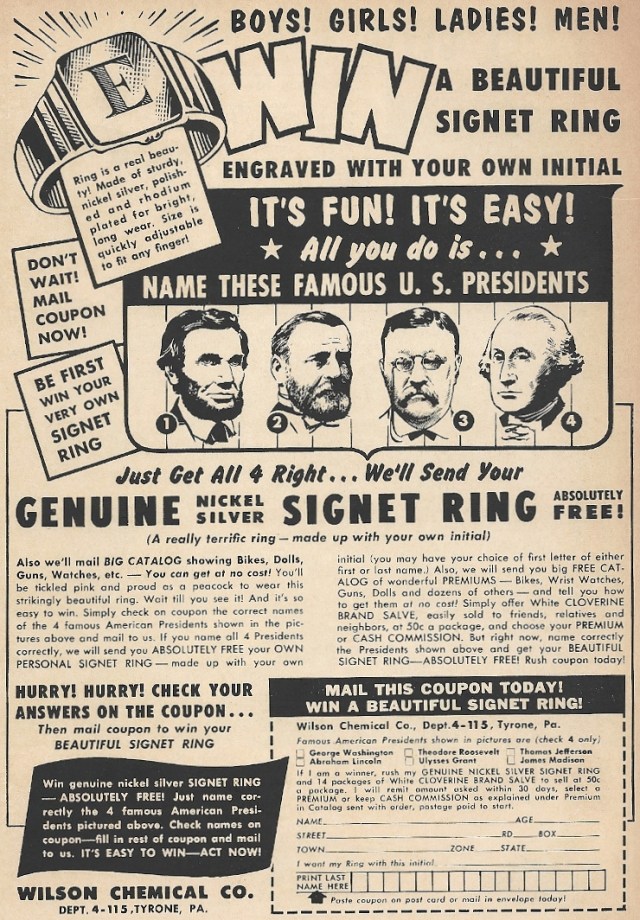 BOYS! GIRLS! LADIES! MEN!
WIN
A BEAUTIFUL
SIGNET RING
ENGRAVED WITH YOUR OWN INITIAL
E
Ring is a real beau-
ty! Made of sturdy,
nickel silver, polish-
ed and rhodium
plated for bright,
long wear. Size is
quickly adjustable
to fit any finger!
DON'T
WAIT!
MAIL
COUPON
NOW!
BE FIRST
WIN YOUR
VERY OWN
SIGNET
RING
IT'S FUN! IT'S EASY!
★ All you do is... ★
NAME THESE FAMOUS U. S. PRESIDENTS
1
2
3
4
Just Get All 4 Right... We'll Send Your
GENUINE NICKEL SILVER SIGNET RING ABSOLUTELY FREE!
(A really terrific ring — made up with your own initial)
Also we'll mail BIG CATALOG showing Bikes, Dolls,
Guns, Watches, etc. — You can get at no cost! You'll
be tickled pink and proud as a peacock to wear this
strikingly beautiful ring. Wait till you see it! And it's so
easy to win. Simply check on coupon the correct names
of the 4 famous American Presidents shown in the pic-
tures above and mail to us. If you name all 4 Presidents
correctly, we will send you ABSOLUTELY FREE your OWN
PERSONAL SIGNET RING — made up with your own
initial (you may have your choice of first letter of either
first or last name.) Also, we will send you big FREE CAT-
ALOG of wonderful PREMIUMS — Bikes, Wrist Watches,
Guns, Dolls and dozens of others — and tell you how
to get them at no cost! Simply offer White CLOVERINE
BRAND SALVE, easily sold to friends, relatives and
neighbors, at 50c a package, and choose your PREMIUM
or CASH COMMISSION. But right now, name correctly
the Presidents shown above and get your BEAUTIFUL
SIGNET RING—ABSOLUTELY FREE! Rush coupon today!
HURRY! HURRY! CHECK YOUR
ANSWERS ON THE COUPON...
Then mail coupon to win your
BEAUTIFUL SIGNET RING
Win genuine nickel silver SIGNET RING
— ABSOLUTELY FREE! Just name cor-
rectly the 4 famous American Presi-
dents pictured above. Check names on
coupon—fill in rest of coupon and mail
to us. IT'S EASY TO WIN—ACT NOW!
WILSON CHEMICAL CO.
DEPT. 4-115, TYRONE, PA.
MAIL THIS COUPON TODAY!
WIN A BEAUTIFUL SIGNET RING!
Wilson Chemical Co., Dept. 4-115, Tyrone, Pa.
Famous American Presidents shown in pictures are (check 4 only)
George Washington Theodore Roosevelt Thomas Jefferson
Abraham Lincoln Ulysses Grant James Madison
If I am a winner, rush my GENUINE NICKEL SILVER SIGNET RING
and 14 packages of White CLOVERINE BRAND SALVE to sell at 50c
a package. I will remit amount asked within 30 days, select a
PREMIUM or keep CASH COMMISSION as explained under Premium
in Catalog sent with order, postage paid to start.
NAME AGE
STREET RD BOX
TOWN ZONE STATE
I want my Ring with this initial
PRINT LAST
NAME HERE
Paste coupon on post card or mail in envelope today!